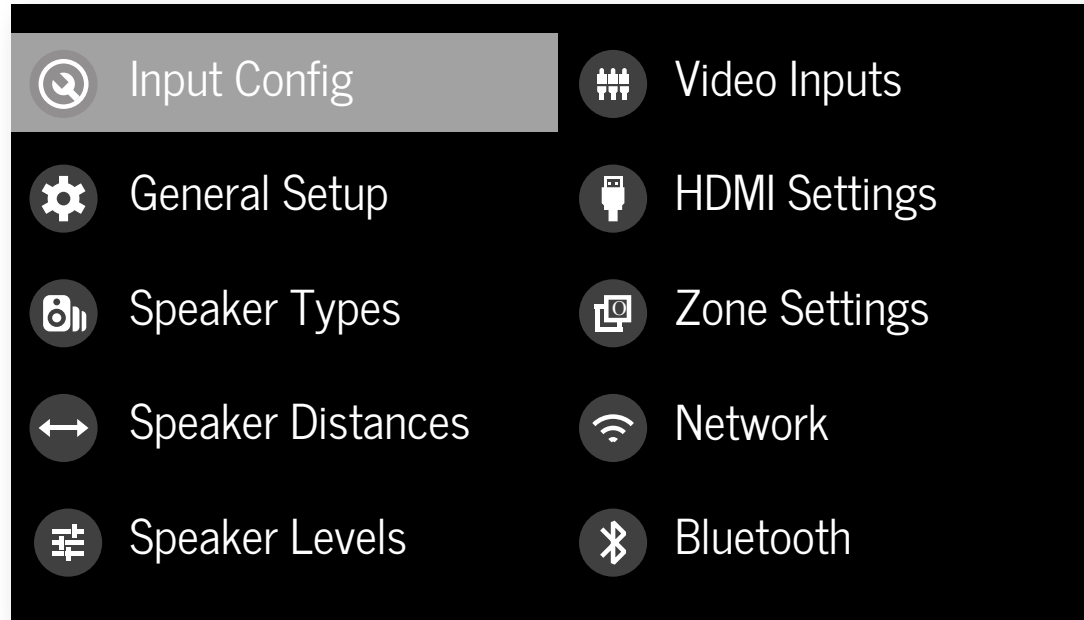 Input Config
General Setup
Speaker Types
Speaker Distances
Speaker Levels
Video Inputs
HDMI Settings
O
Zone Settings
Network
Bluetooth